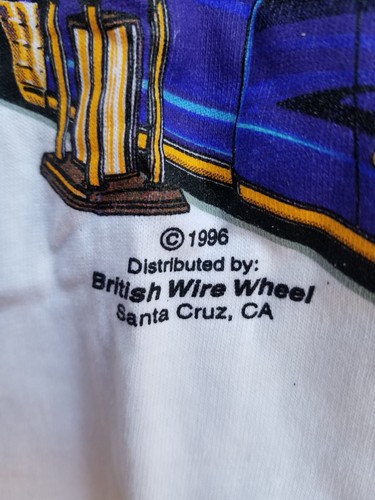 © 1996
Distributed by:
British Wire Wheel
Santa Cruz, CA